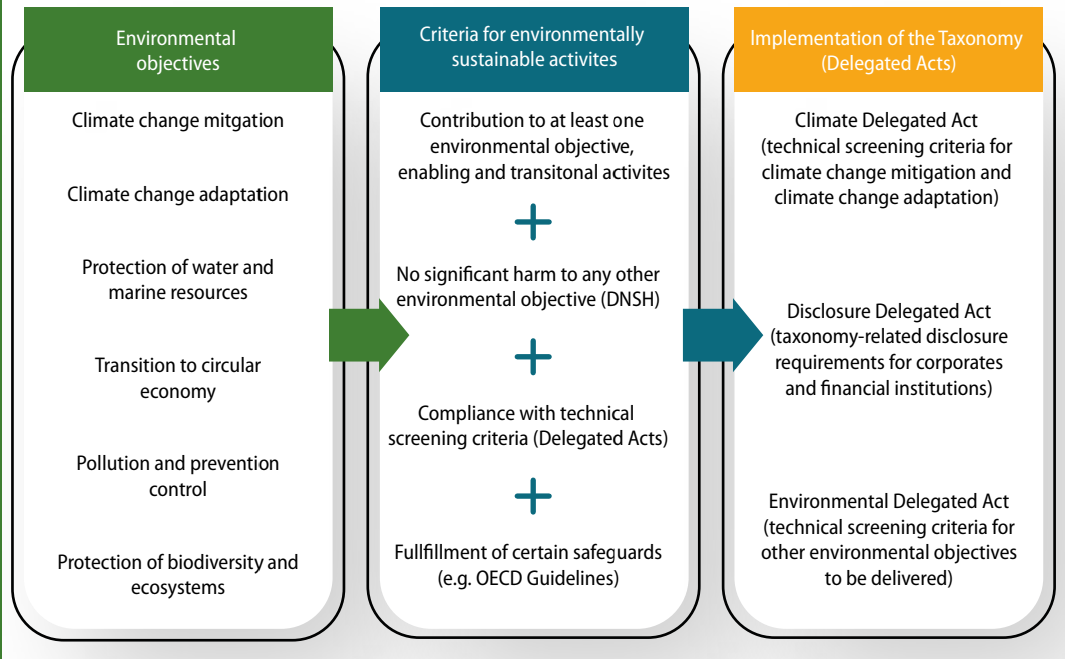 Environmental
objectives
Climate change mitgation
Climate change adaptation
Protection of water and
marine resources
Transition to circular
economy
Pollution and prevention
control
Protection of biodiversity and
ecosystems
Criteria for environmentally
sustainable activites
Contribution to at least one
environmental objective,
enabling and transitonal activites
+
No significant harm to any other
environmental objective (DNSH)
+
Compliance with technical
screening criteria (Delegated Acts)
+
Fullfillment of certain safeguards
(e.g. OECD Guidelines)
Implementation of the Taxonomy
(Delegated Acts)
Climate Delegated Act
(technical screening criteria for
climate change mitigation and
climate change adaptation)
Disclosure Delegated Act
(taxonomy-related disclosure
requirements for corporates
and financial institutions)
Environmental Delegated Act
(technical screening criteria for
other environmental objectives
to be delivered)